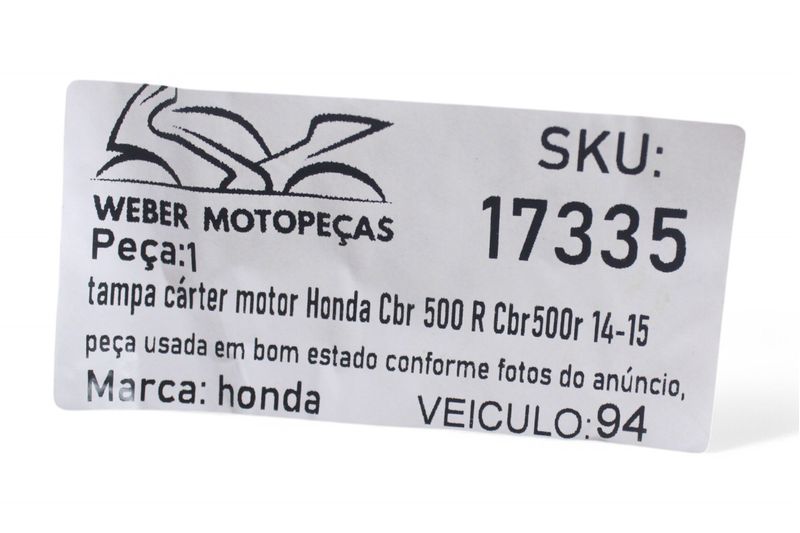 WEBER MOTOPEÇAS
SKU:
17335
Peça:1
tampa cárter motor Honda Cbr 500 R Cbr500r 14-15
peça usada em bom estado conforme fotos do anúncio,
Marca: honda
VEICULO:94